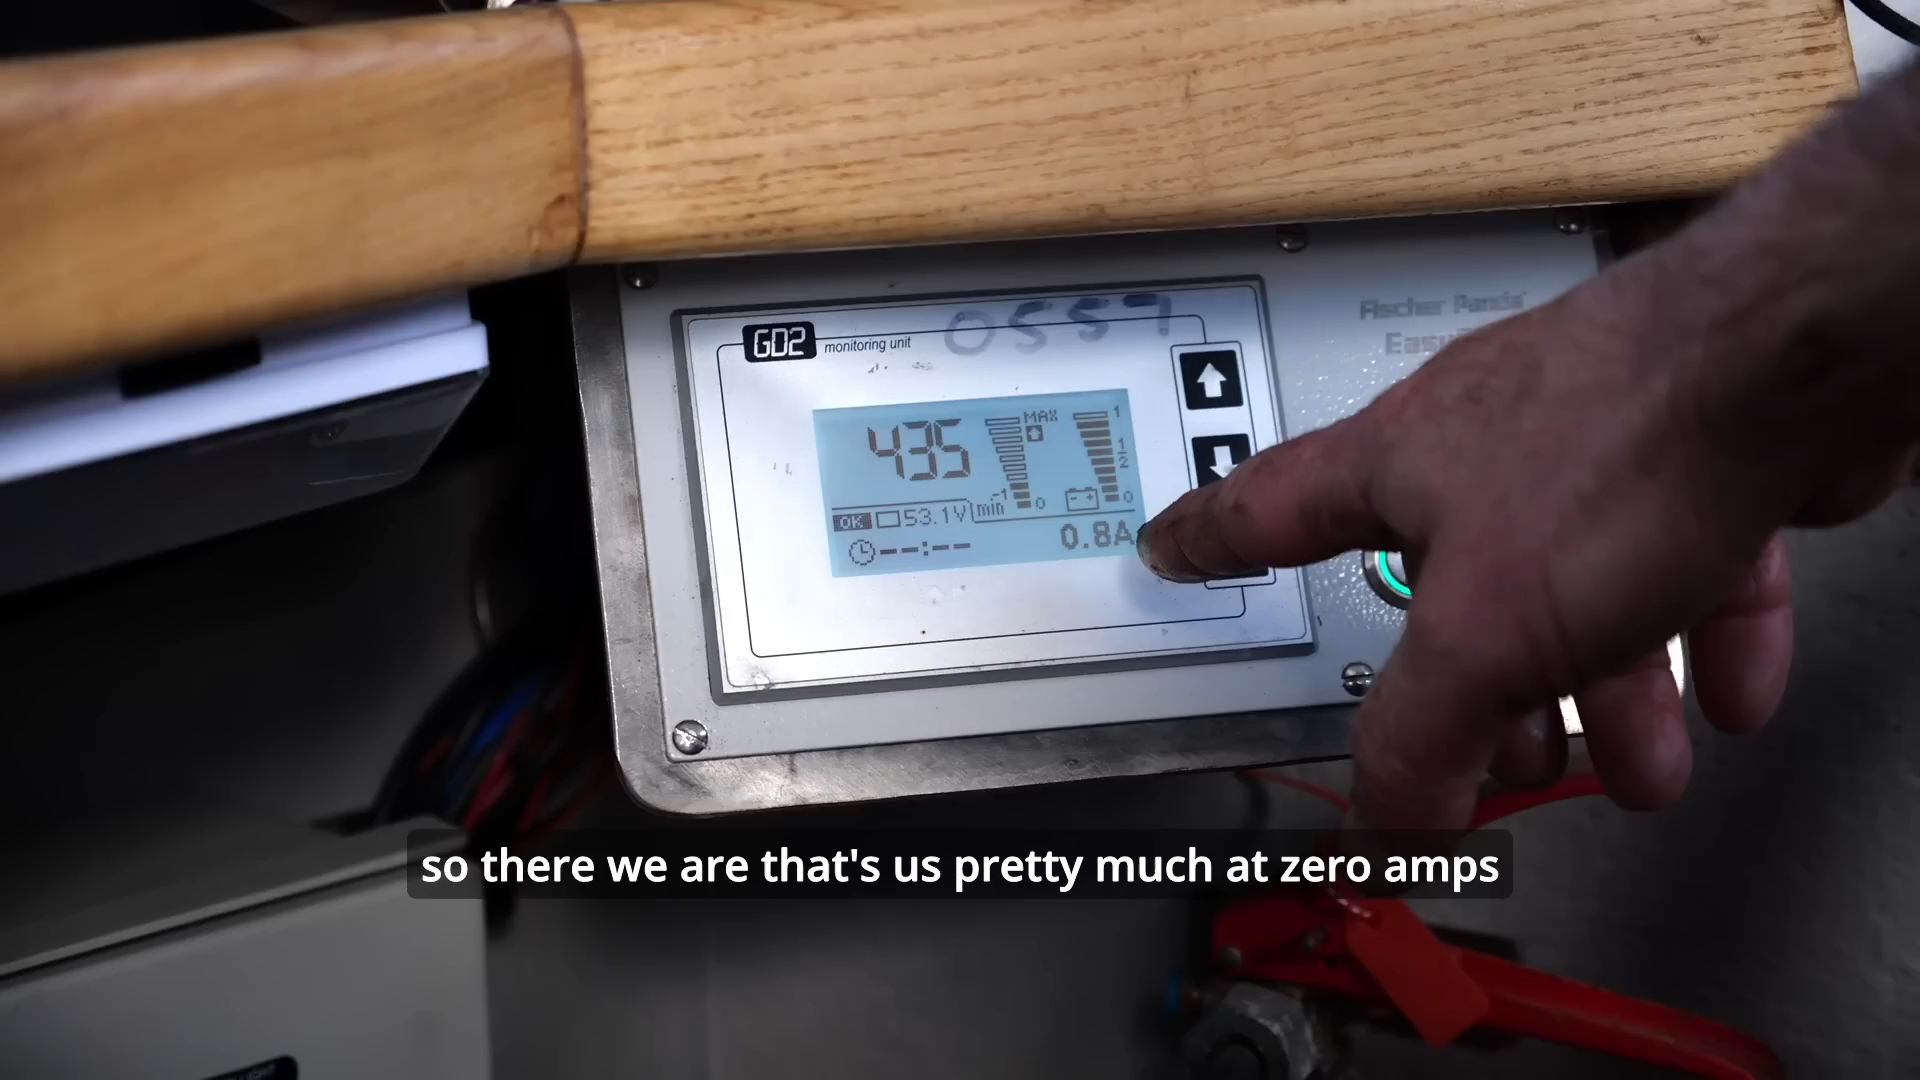 0557
GD2 monitoring unit
Fischer Panda
435
MAX
1
1
2
-1
min
0
0
OK 53.1V
0.8A
--:--
so there we are that's us pretty much at zero amps